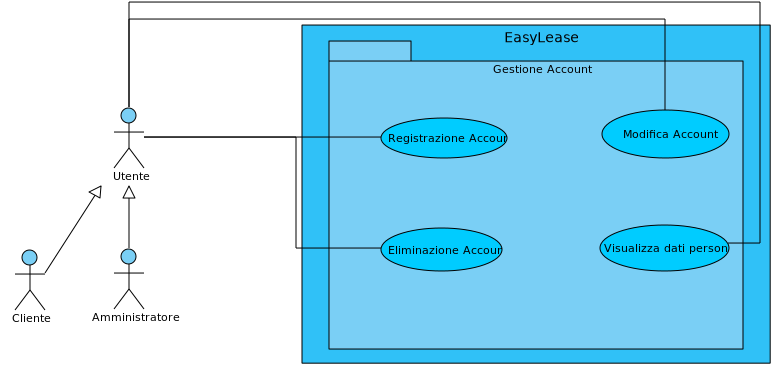 EasyLease
Gestione Account
Registrazione Accour
Modifica Account
Utente
Eliminazione Accour
Visualizza dati person
Cliente
Amministratore